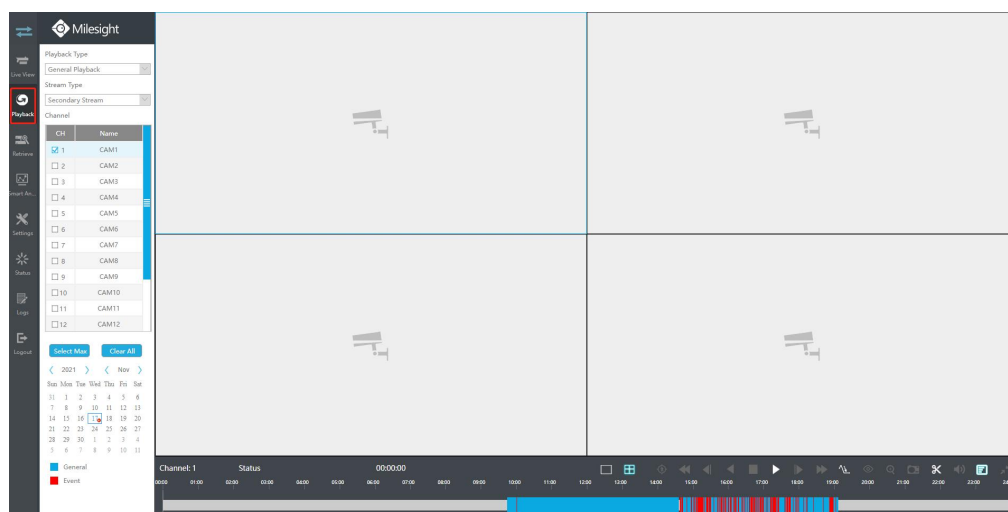 Milesight
Live View
Playback
Retrieve
Smart An...
Settings
Status
Logs
Logout
Playback Type
General Playback
Stream Type
Secondary Stream
Channel
CH Name
1 CAM1
2 CAM2
3 CAM3
4 CAM4
5 CAM5
6 CAM6
7 CAM7
8 CAM8
9 CAM9
10 CAM10
11 CAM11
12 CAM12
Select Max Clear All
2021 Nov
Sun Mon Tue Wed Thu Fri Sat
31 1 2 3 4 5 6
7 8 9 10 11 12 13
14 15 16 17 18 19 20
21 22 23 24 25 26 27
28 29 30 1 2 3 4
5 6 7 8 9 10 11
General
Event
Channel: 1 Status 00:00:00
00:00 01:00 02:00 03:00 04:00 05:00 06:00 07:00 08:00 09:00 10:00 11:00 12:00 13:00 14:00 15:00 16:00 17:00 18:00 19:00 20:00 21:00 22:00 23:00 24